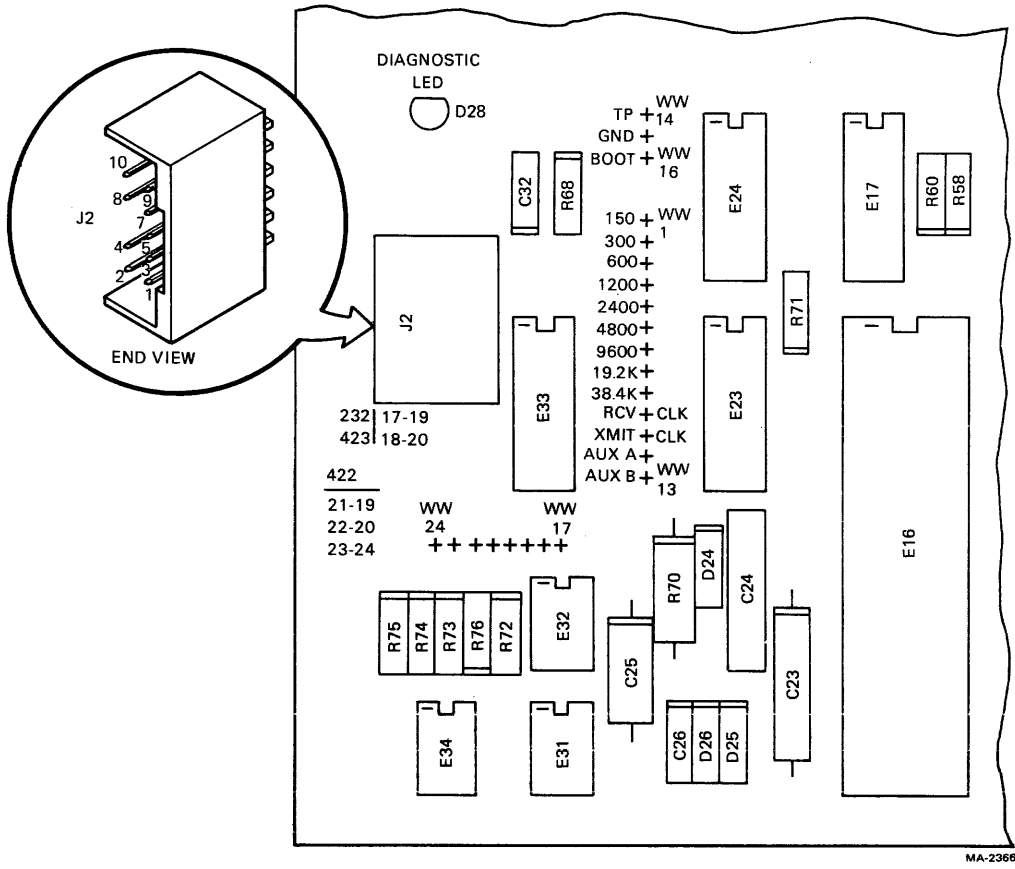 DIAGNOSTIC
LED
D28
10
8
9
J2
7
4
5
2
3
1
END VIEW
TP WW
14
GND
BOOT WW
16
150 WW
1
300
600
1200
2400
4800
9600
19.2K
38.4K
RCV CLK
XMIT CLK
AUX A
AUX B WW
13
C32
R68
E24
E17
R60
R58
R71
J2
E33
E23
E16
232 17-19
423 18-20
422
21-19
22-20
23-24
WW
24
WW
17
R75
R74
R73
R76
R72
E32
C25
R70
D24
C24
C23
E34
E31
C26
D26
D25
MA-2366